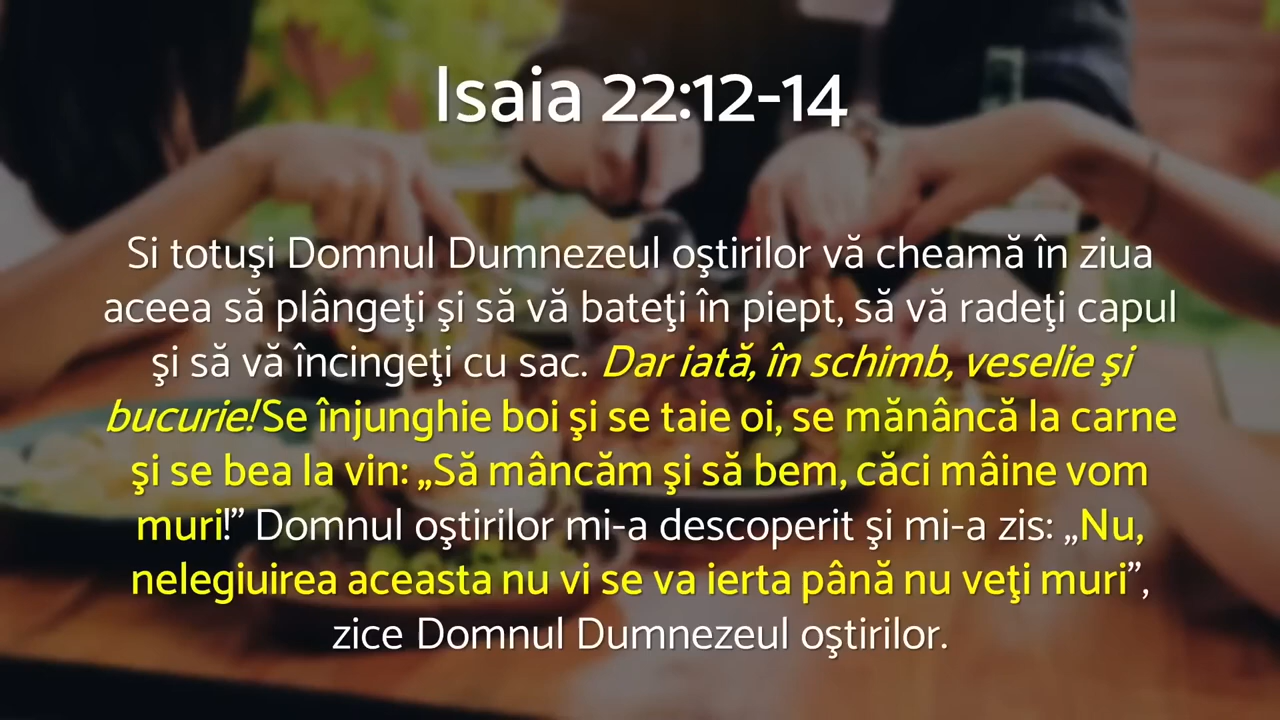 Isaia 22:12-14
Si totuşi Domnul Dumnezeul oştirilor vă cheamă în ziua
aceea să plângeţi şi să vă bateţi în piept, să vă radeţi capul
şi să vă încingeţi cu sac. Dar iată, în schimb, veselie şi
bucurie! Se înjunghie boi şi se taie oi, se mănâncă la carne
şi se bea la vin: „Să mâncăm şi să bem, căci mâine vom
muri!” Domnul oştirilor mi-a descoperit şi mi-a zis: „Nu,
nelegiuirea aceasta nu vi se va ierta până nu veţi muri”,
zice Domnul Dumnezeul oştirilor.